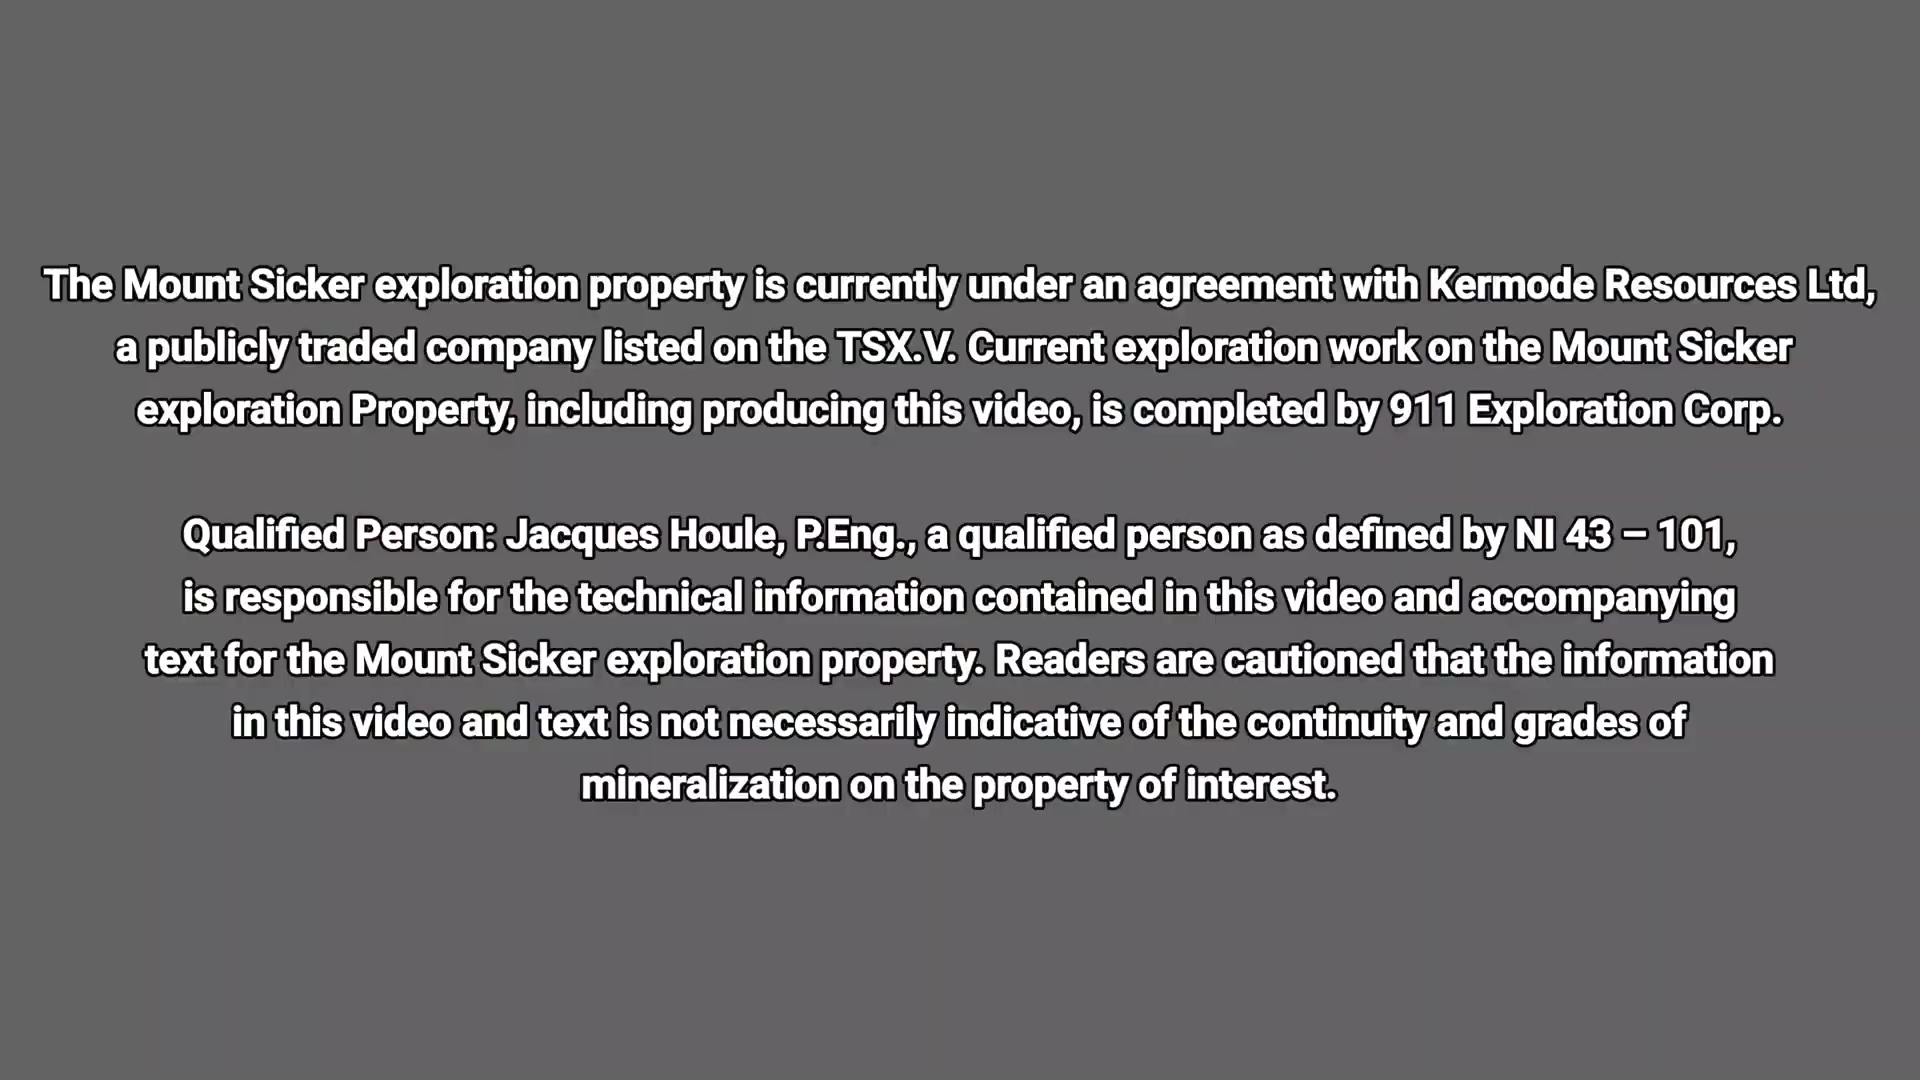 The Mount Sicker exploration property is currently under an agreement with Kermode Resources Ltd,
a publicly traded company listed on the TSX.V. Current exploration work on the Mount Sicker
exploration Property, including producing this video, is completed by 911 Exploration Corp.
Qualified Person: Jacques Houle, P.Eng., a qualified person as defined by NI 43 – 101,
is responsible for the technical information contained in this video and accompanying
text for the Mount Sicker exploration property. Readers are cautioned that the information
in this video and text is not necessarily indicative of the continuity and grades of
mineralization on the property of interest.